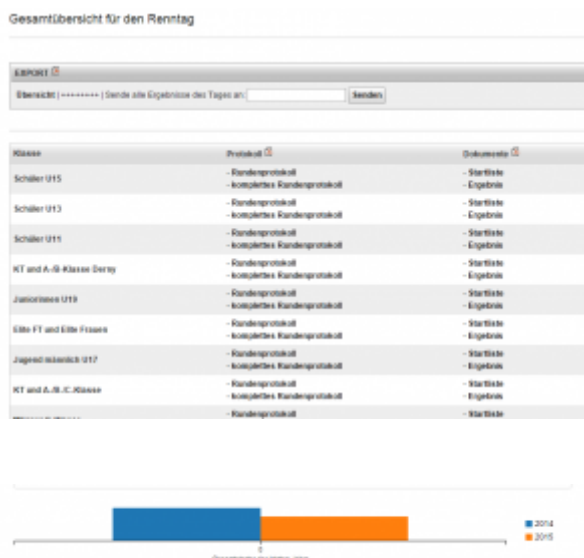 Gesamtübersicht für den Renntag
EXPORT
Übersicht | -------- | Sende alle Ergebnisse des Tages an: Senden
Klasse Protokoll Dokumente
Schüler U15 - Rundenprotokoll - Startliste
- komplettes Rundenprotokoll - Ergebnis
Schüler U13 - Rundenprotokoll - Startliste
- komplettes Rundenprotokoll - Ergebnis
Schüler U11 - Rundenprotokoll - Startliste
- komplettes Rundenprotokoll - Ergebnis
KT and A-/B-Klasse Derny - Rundenprotokoll - Startliste
- komplettes Rundenprotokoll - Ergebnis
Juniorinnen U19 - Rundenprotokoll - Startliste
- komplettes Rundenprotokoll - Ergebnis
Elite FT und Elite Frauen - Rundenprotokoll - Startliste
- komplettes Rundenprotokoll - Ergebnis
Jugend männlich U17 - Rundenprotokoll - Startliste
- komplettes Rundenprotokoll - Ergebnis
KT and A-/B-/C-Klasse - Rundenprotokoll - Startliste
- komplettes Rundenprotokoll - Ergebnis
- Rundenprotokoll - Startliste
2014
2015
0